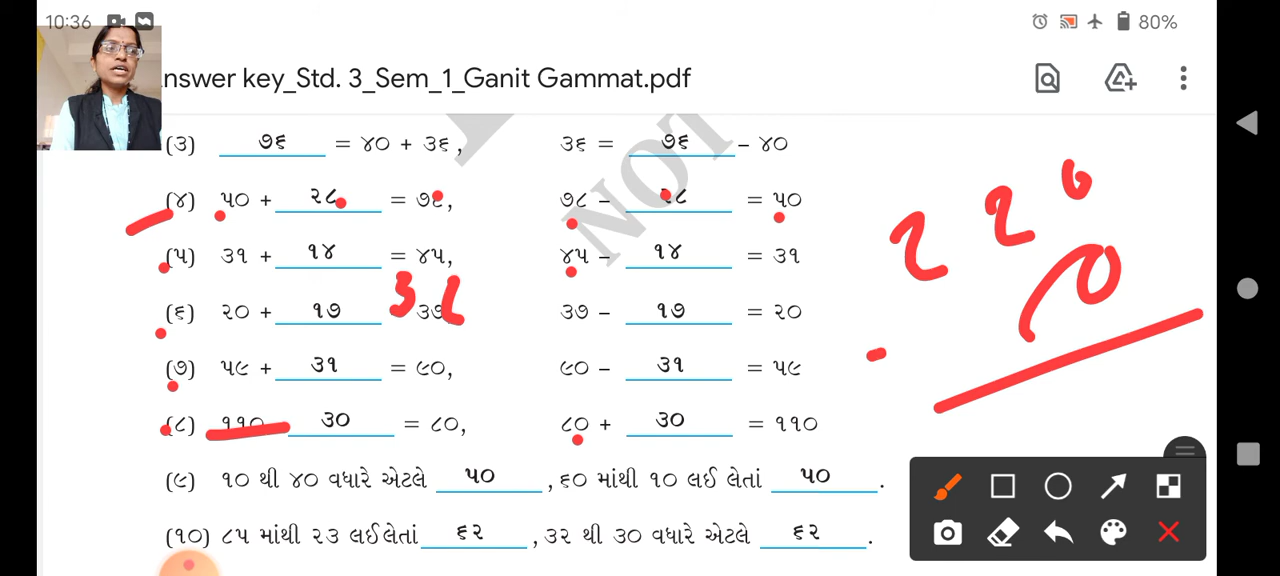 10:36 80%
nswer key_Std. 3_Sem_1_Ganit Gammat.pdf
(૩) ૭૬ = ૪૦ + ૩૬, ૩૬ = ૭૬ – ૪૦
(૪) ૫૦ + ૨૮ = ૭૮, ૭૮ – ૨૮ = ૫૦
(૫) ૩૧ + ૧૪ = ૪૫, ૪૫ – ૧૪ = ૩૧
(૬) ૨૦ + ૧૭ ૩૭ ૩૭ – ૧૭ = ૨૦
(૭) ૫૯ + ૩૧ = ૯૦, ૯૦ – ૩૧ = ૫૯
(૮) ૧૧૦ ૩૦ = ૮૦, ૮૦ + ૩૦ = ૧૧૦
(૯) ૧૦ થી ૪૦ વધારે એટલે ૫૦, ૬૦ માંથી ૧૦ લઈ લેતાં ૫૦.
(૧૦) ૮૫ માંથી ૨૩ લઈલેતાં ૬૨, ૩૨ થી ૩૦ વધારે એટલે ૬૨.
NOT